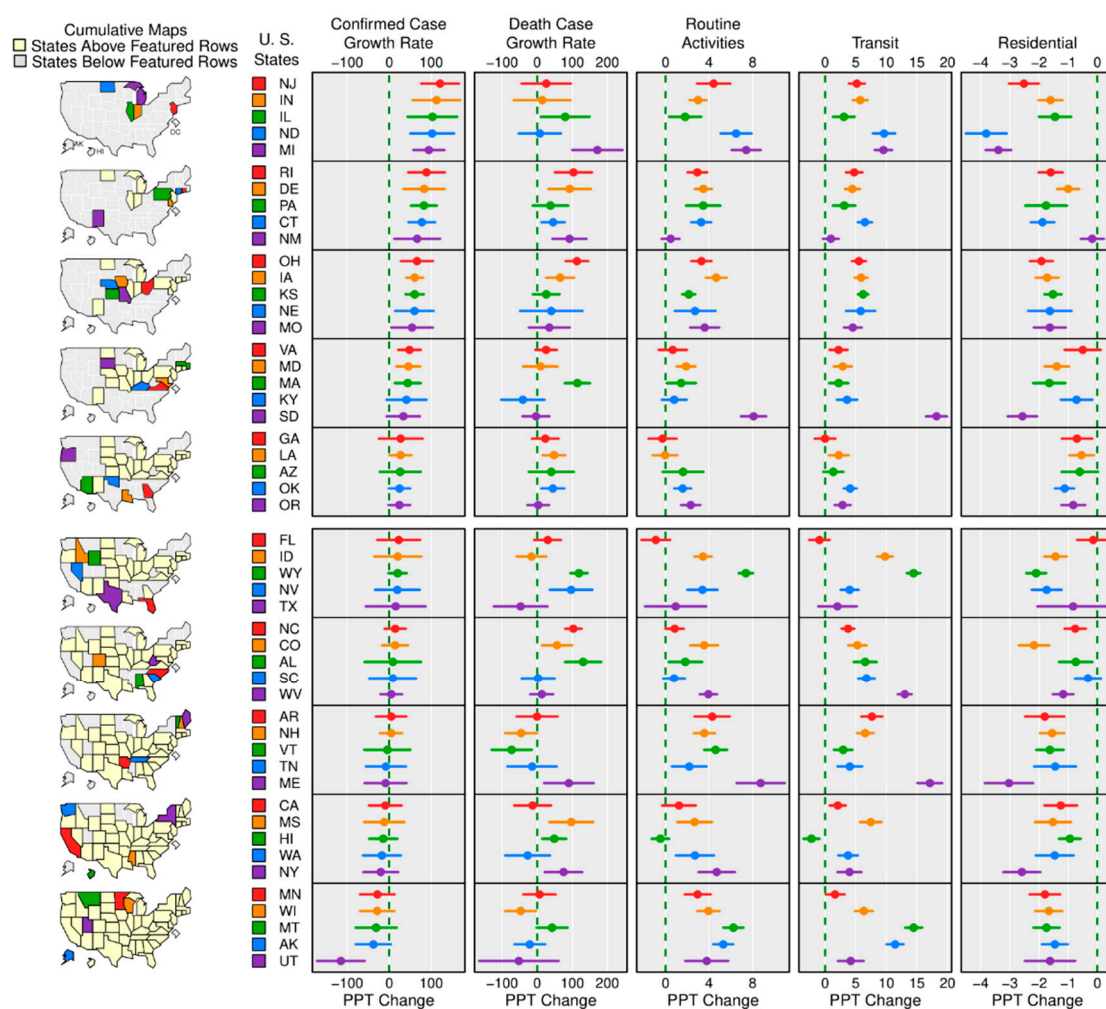 Cumulative Maps
States Above Featured Rows
States Below Featured Rows
U. S.
States
Confirmed Case
Growth Rate
Death Case
Growth Rate
Routine
Activities
Transit
Residential
−100 0 100
−100 0 100 200
0 4 8
0 5 10 15 20
−4 −3 −2 −1 0
AK
HI
DC
NJ
IN
IL
ND
MI
RI
DE
PA
CT
NM
OH
IA
KS
NE
MO
VA
MD
MA
KY
SD
GA
LA
AZ
OK
OR
FL
ID
WY
NV
TX
NC
CO
AL
SC
WV
AR
NH
VT
TN
ME
CA
MS
HI
WA
NY
MN
WI
MT
AK
UT
−100 0 100
−100 0 100 200
0 4 8
0 5 10 15 20
−4 −3 −2 −1 0
PPT Change
PPT Change
PPT Change
PPT Change
PPT Change